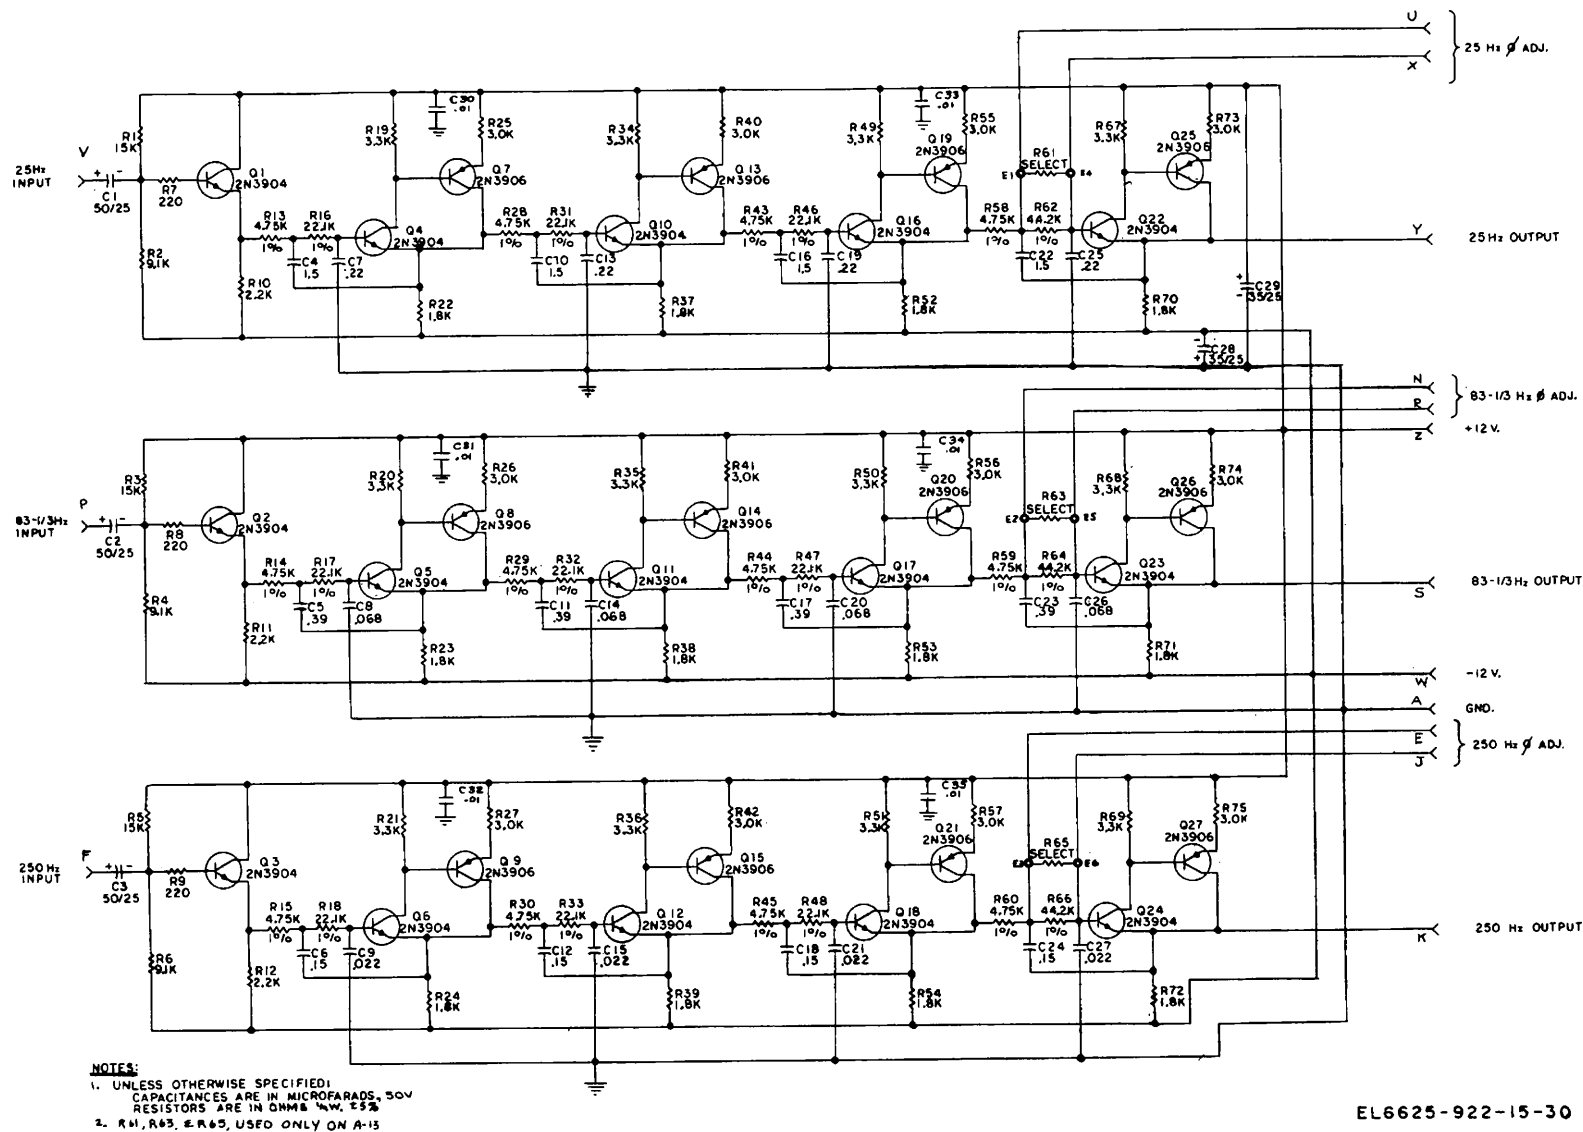 U
25 Hz Ø ADJ.
X
C30
.01
C33
.01
R1
15K
R19
3.3K
R25
3.0K
R34
3.3K
R40
3.0K
R49
3.3K
R55
3.0K
R67
3.3K
R73
3.0K
V
25Hz
INPUT
C1
50/25
R7
220
Q1
2N3904
Q7
2N3906
Q13
2N3906
Q19
2N3906
R61
SELECT
E1
E4
Q25
2N3906
R13
4.75K
1%
R16
22.1K
1%
Q4
2N3904
R28
4.75K
1%
R31
22.1K
1%
Q10
2N3904
R43
4.75K
1%
R46
22.1K
1%
Q16
2N3904
R58
4.75K
1%
R62
44.2K
1%
Q22
2N3904
Y
25Hz OUTPUT
R2
9.1K
R10
2.2K
C4
1.5
C7
.22
R22
1.8K
C10
1.5
C13
.22
R37
1.8K
C16
1.5
C19
.22
R52
1.8K
C22
1.5
C25
.22
R70
1.8K
C29
35/25
C28
35/25
N
83-1/3 Hz Ø ADJ.
R
Z
+12V.
C31
.01
C34
.01
R3
15K
R20
3.3K
R26
3.0K
R35
3.3K
R41
3.0K
R50
3.3K
R56
3.0K
R68
3.3K
R74
3.0K
P
83-1/3Hz
INPUT
C2
50/25
R8
220
Q2
2N3904
Q8
2N3906
Q14
2N3906
Q20
2N3906
R63
SELECT
E2
E5
Q26
2N3906
R14
4.75K
1%
R17
22.1K
1%
Q5
2N3904
R29
4.75K
1%
R32
22.1K
1%
Q11
2N3904
R44
4.75K
1%
R47
22.1K
1%
Q17
2N3904
R59
4.75K
1%
R64
44.2K
1%
Q23
2N3904
S
83-1/3Hz OUTPUT
R4
9.1K
R11
2.2K
C5
.39
C8
.068
R23
1.8K
C11
.39
C14
.068
R38
1.8K
C17
.39
C20
.068
R53
1.8K
C23
.39
C26
.068
R71
1.8K
W
-12 V.
A
GND.
E
250 Hz Ø ADJ.
J
C32
.01
C35
.01
R5
15K
R21
3.3K
R27
3.0K
R36
3.3K
R42
3.0K
R51
3.3K
R57
3.0K
R69
3.3K
R75
3.0K
F
250 Hz
INPUT
C3
50/25
R9
220
Q3
2N3904
Q9
2N3906
Q15
2N3906
Q21
2N3906
R65
SELECT
E3
E6
Q27
2N3906
R15
4.75K
1%
R18
22.1K
1%
Q6
2N3904
R30
4.75K
1%
R33
22.1K
1%
Q12
2N3904
R45
4.75K
1%
R48
22.1K
1%
Q18
2N3904
R60
4.75K
1%
R66
44.2K
1%
Q24
2N3904
K
250 Hz OUTPUT
R6
9.1K
R12
2.2K
C6
.15
C9
.022
R24
1.8K
C12
.15
C15
.022
R39
1.8K
C18
.15
C21
.022
R54
1.8K
C24
.15
C27
.022
R72
1.8K
NOTES:
1. UNLESS OTHERWISE SPECIFIED:
CAPACITANCES ARE IN MICROFARADS, 50V
RESISTORS ARE IN OHMS ¼W, ±5%
2. R61, R63, & R65, USED ONLY ON A-13
EL6625-922-15-30